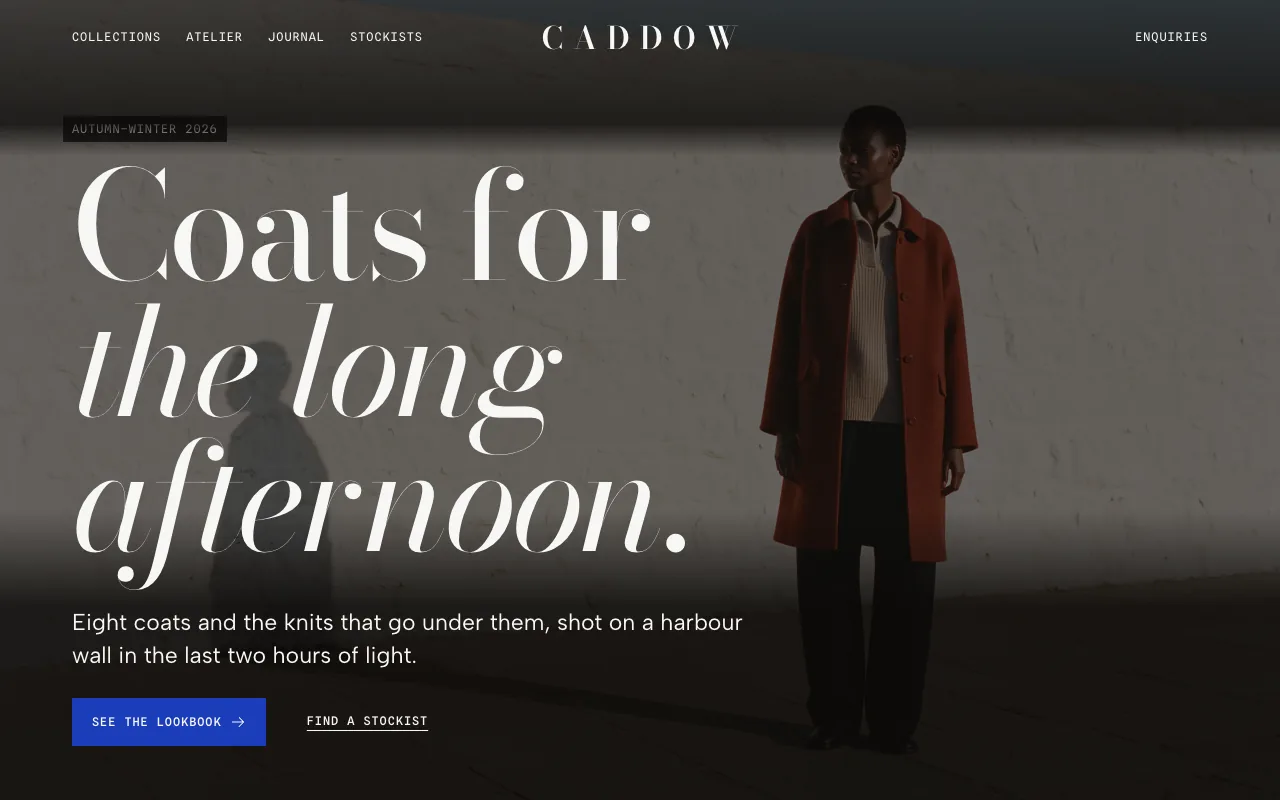 COLLECTIONS ATELIER JOURNAL STOCKISTS CADDOW ENQUIRIES
AUTUMN–WINTER 2026
Coats for
the long
afternoon.
Eight coats and the knits that go under them, shot on a harbour
wall in the last two hours of light.
SEE THE LOOKBOOK → FIND A STOCKIST